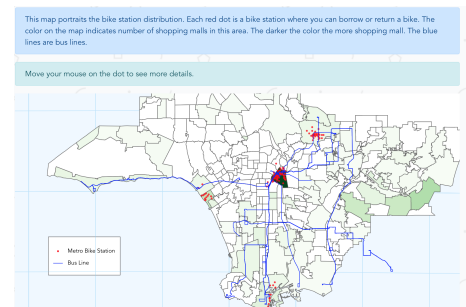 This map portraits the bike station distribution. Each red dot is a bike station where you can borrow or return a bike. The
color on the map indicates number of shopping malls in this area. The darker the color the more shopping mall. The blue
lines are bus lines.
Move your mouse on the dot to see more details.
Metro Bike Station
Bus Line